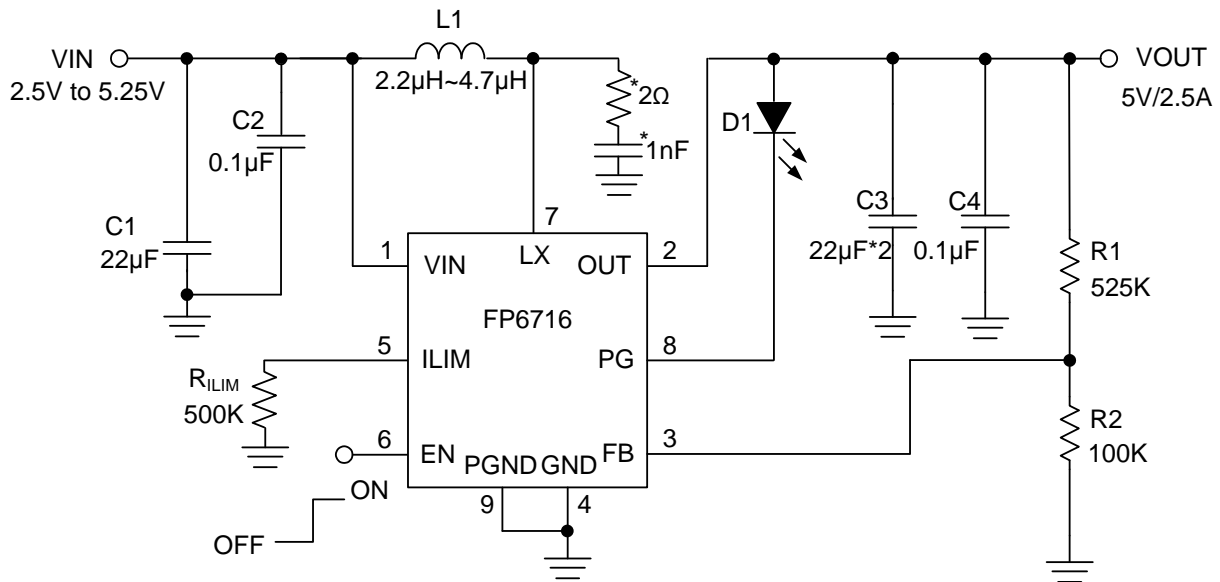 L1
VIN
2.5V to 5.25V
2.2µH~4.7µH
*2Ω
*1nF
C2
0.1µF
C1
22µF
D1
VOUT
5V/2.5A
C3
22µF*2
C4
0.1µF
R1
525K
R2
100K
7
LX
1
VIN
OUT
2
FP6716
5
ILIM
PG
8
RILIM
500K
6
EN
PGND
GND
FB
3
9
4
ON
OFF